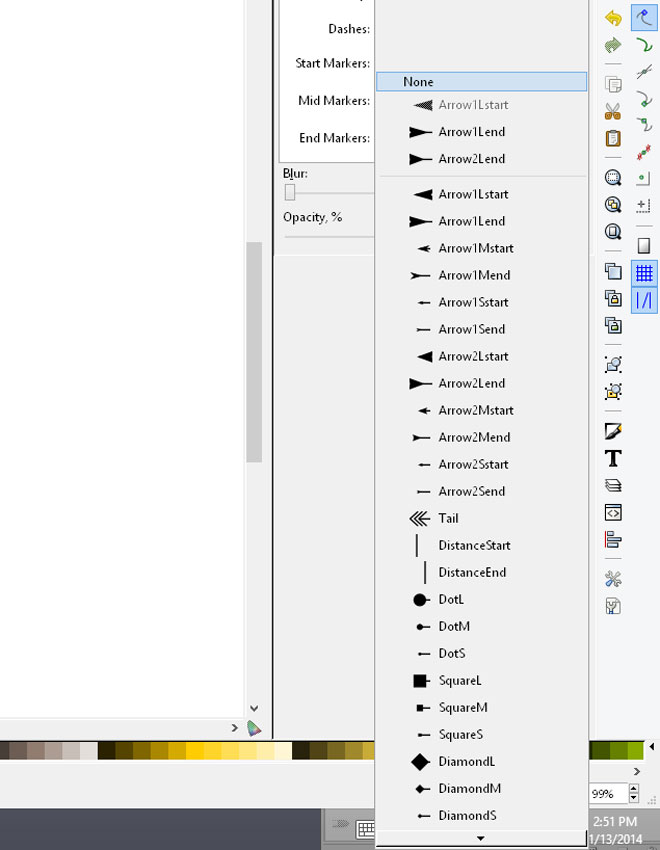 Dashes:
Start Markers:
Mid Markers:
End Markers:
Blur:
Opacity, %
None
Arrow1Lstart
Arrow1Lend
Arrow2Lend
Arrow1Lstart
Arrow1Lend
Arrow1Mstart
Arrow1Mend
Arrow1Sstart
Arrow1Send
Arrow2Lstart
Arrow2Lend
Arrow2Mstart
Arrow2Mend
Arrow2Sstart
Arrow2Send
Tail
DistanceStart
DistanceEnd
DotL
DotM
DotS
SquareL
SquareM
SquareS
DiamondL
DiamondM
DiamondS
99%
2:51 PM
1/13/2014